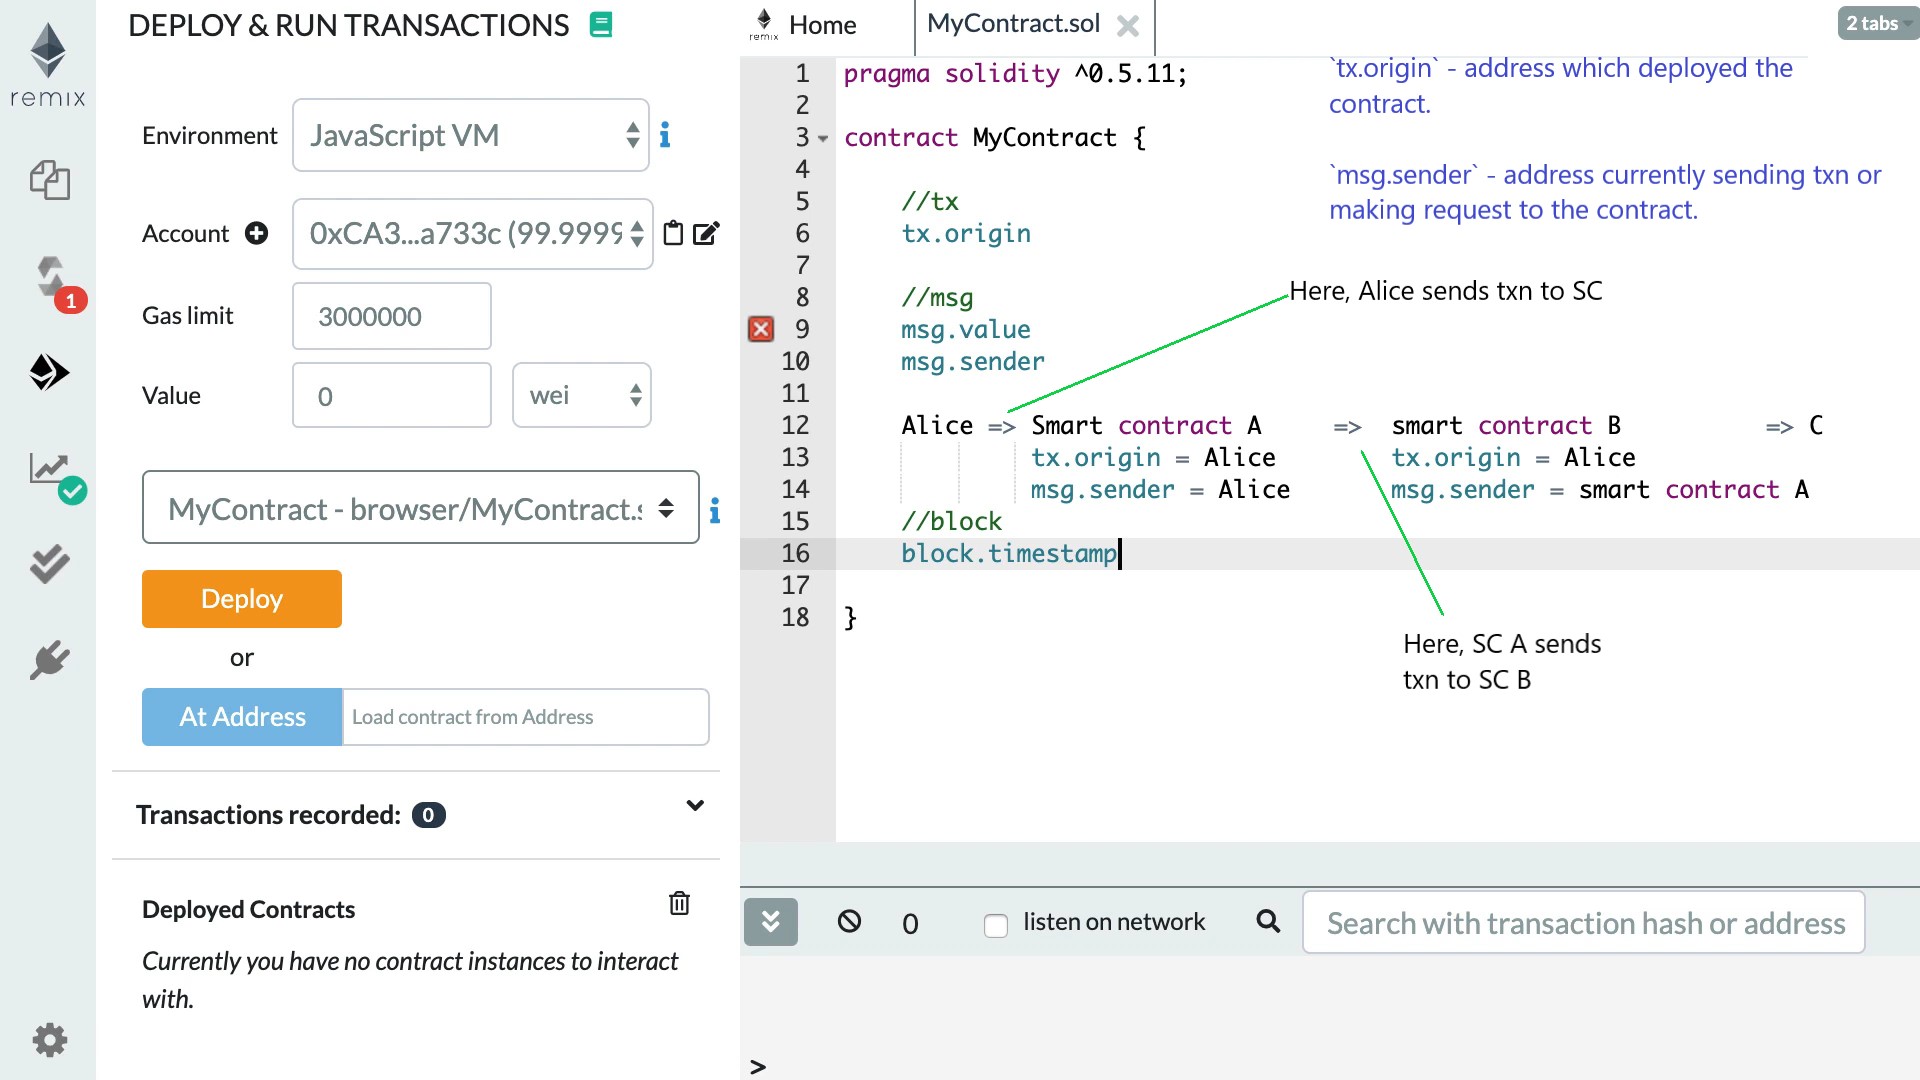 remix
1
DEPLOY & RUN TRANSACTIONS
Environment
JavaScript VM
Account
0xCA3...a733c (99.9999
Gas limit
3000000
Value
0
wei
MyContract - browser/MyContract.s
Deploy
or
At Address
Load contract from Address
Transactions recorded: 0
Deployed Contracts
Currently you have no contract instances to interact
with.
remix
Home
MyContract.sol
2 tabs
1 pragma solidity ^0.5.11;
2
3 contract MyContract {
4
5 //tx
6 tx.origin
7
8 //msg
9 msg.value
10 msg.sender
11
12 Alice => Smart contract A => smart contract B => C
13 tx.origin = Alice tx.origin = Alice
14 msg.sender = Alice msg.sender = smart contract A
15 //block
16 block.timestamp
17
18 }
`tx.origin` - address which deployed the
contract.
`msg.sender` - address currently sending txn or
making request to the contract.
Here, Alice sends txn to SC
Here, SC A sends
txn to SC B
0
listen on network
Search with transaction hash or address
>